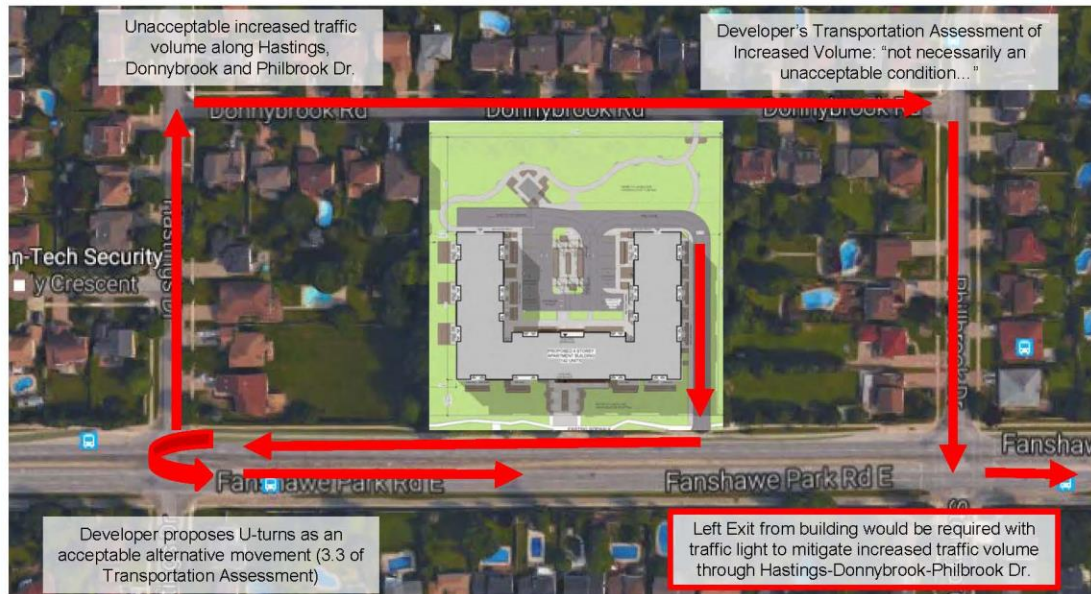 Unacceptable increased traffic
volume along Hastings,
Donnybrook and Philbrook Dr.
Developer's Transportation Assessment of
Increased Volume: "not necessarily an
unacceptable condition..."
Donnybrook Rd
Donnybrook Rd
Donnybrook Rd
Hastings Dr
n-Tech Security
y Crescent
Philbrook Dr
Fanshaw
Fanshawe Park Rd E
Fanshawe Park Rd E
Developer proposes U-turns as an
acceptable alternative movement (3.3 of
Transportation Assessment)
Left Exit from building would be required with
traffic light to mitigate increased traffic volume
through Hastings-Donnybrook-Philbrook Dr.